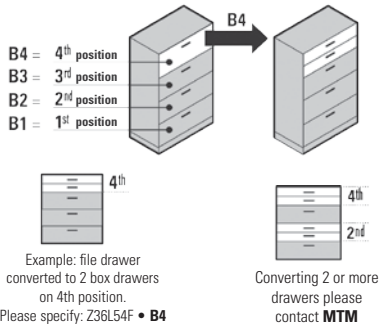 B4
B4 = 4th position
B3 = 3rd position
B2 = 2nd position
B1 = 1st position
4th
Example: file drawer
converted to 2 box drawers
on 4th position.
Please specify: Z36L54F • B4
4th
2nd
Converting 2 or more
drawers please
contact MTM